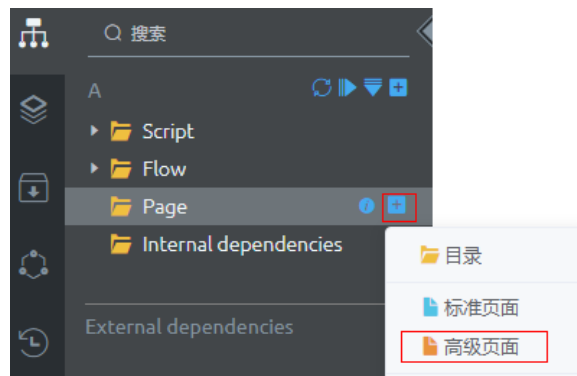 搜索
A
Script
Flow
Page
Internal dependencies
目录
标准页面
External dependencies
高级页面